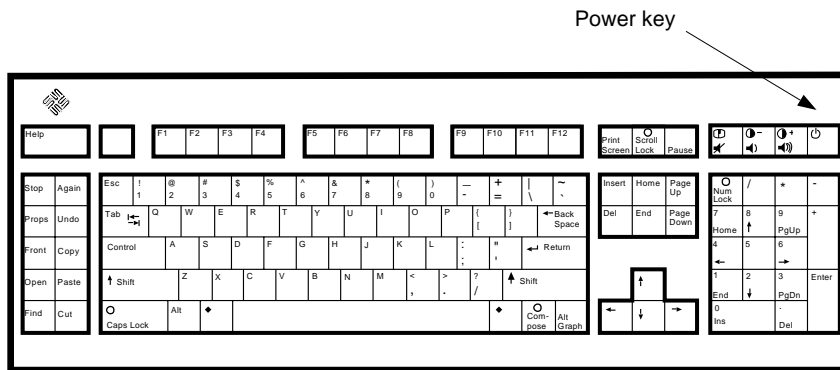 Power key
Help F1 F2 F3 F4 F5 F6 F7 F8 F9 F10 F11 F12 Print Screen Scroll Lock Pause
Stop Again Esc ! 1 @ 2 # 3 $ 4 % 5 ^ 6 & 7 * 8 ( 9 ) 0 — - + = | \ ~ ` Insert Home Page Up Num Lock / * -
Props Undo Tab Q W E R T Y U I O P { [ } ] Back Space Del End Page Down 7 Home 8 9 PgUp +
Front Copy Control A S D F G H J K L : ; " ' Return 4 5 6
Open Paste Shift Z X C V B N M < , > . ? / Shift 1 End 2 3 PgDn Enter
Find Cut Caps Lock Alt Com- pose Alt Graph 0 Ins . Del